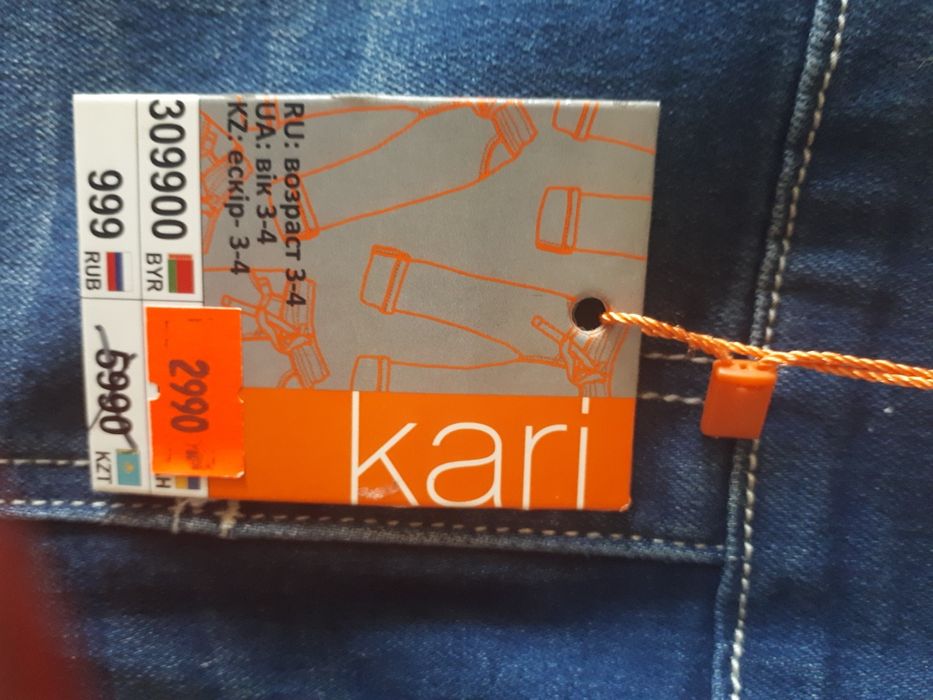 RU: возраст 3-4
UA: вік 3-4
KZ: ескір- 3-4
309900 BYR
999 RUB
5990 KZT
2990
kari